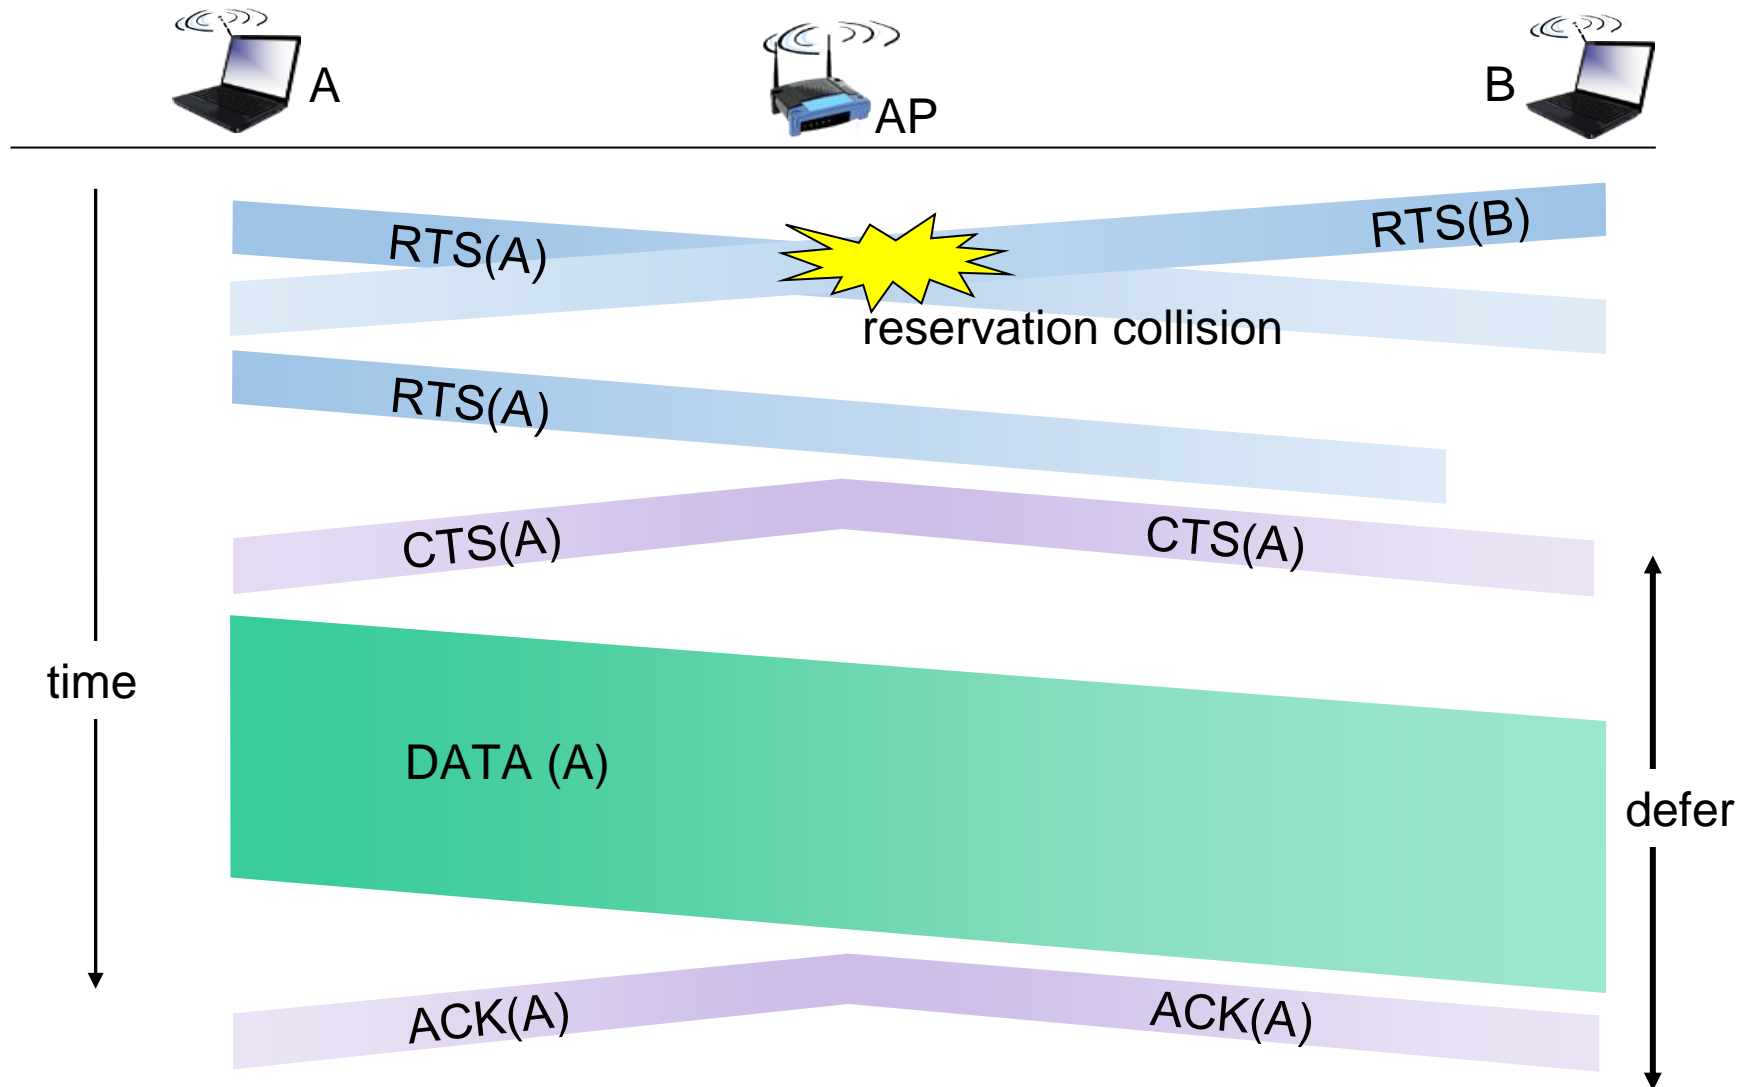 A
AP
B
RTS(A)
RTS(B)
reservation collision
RTS(A)
CTS(A)
CTS(A)
time
DATA (A)
defer
ACK(A)
ACK(A)